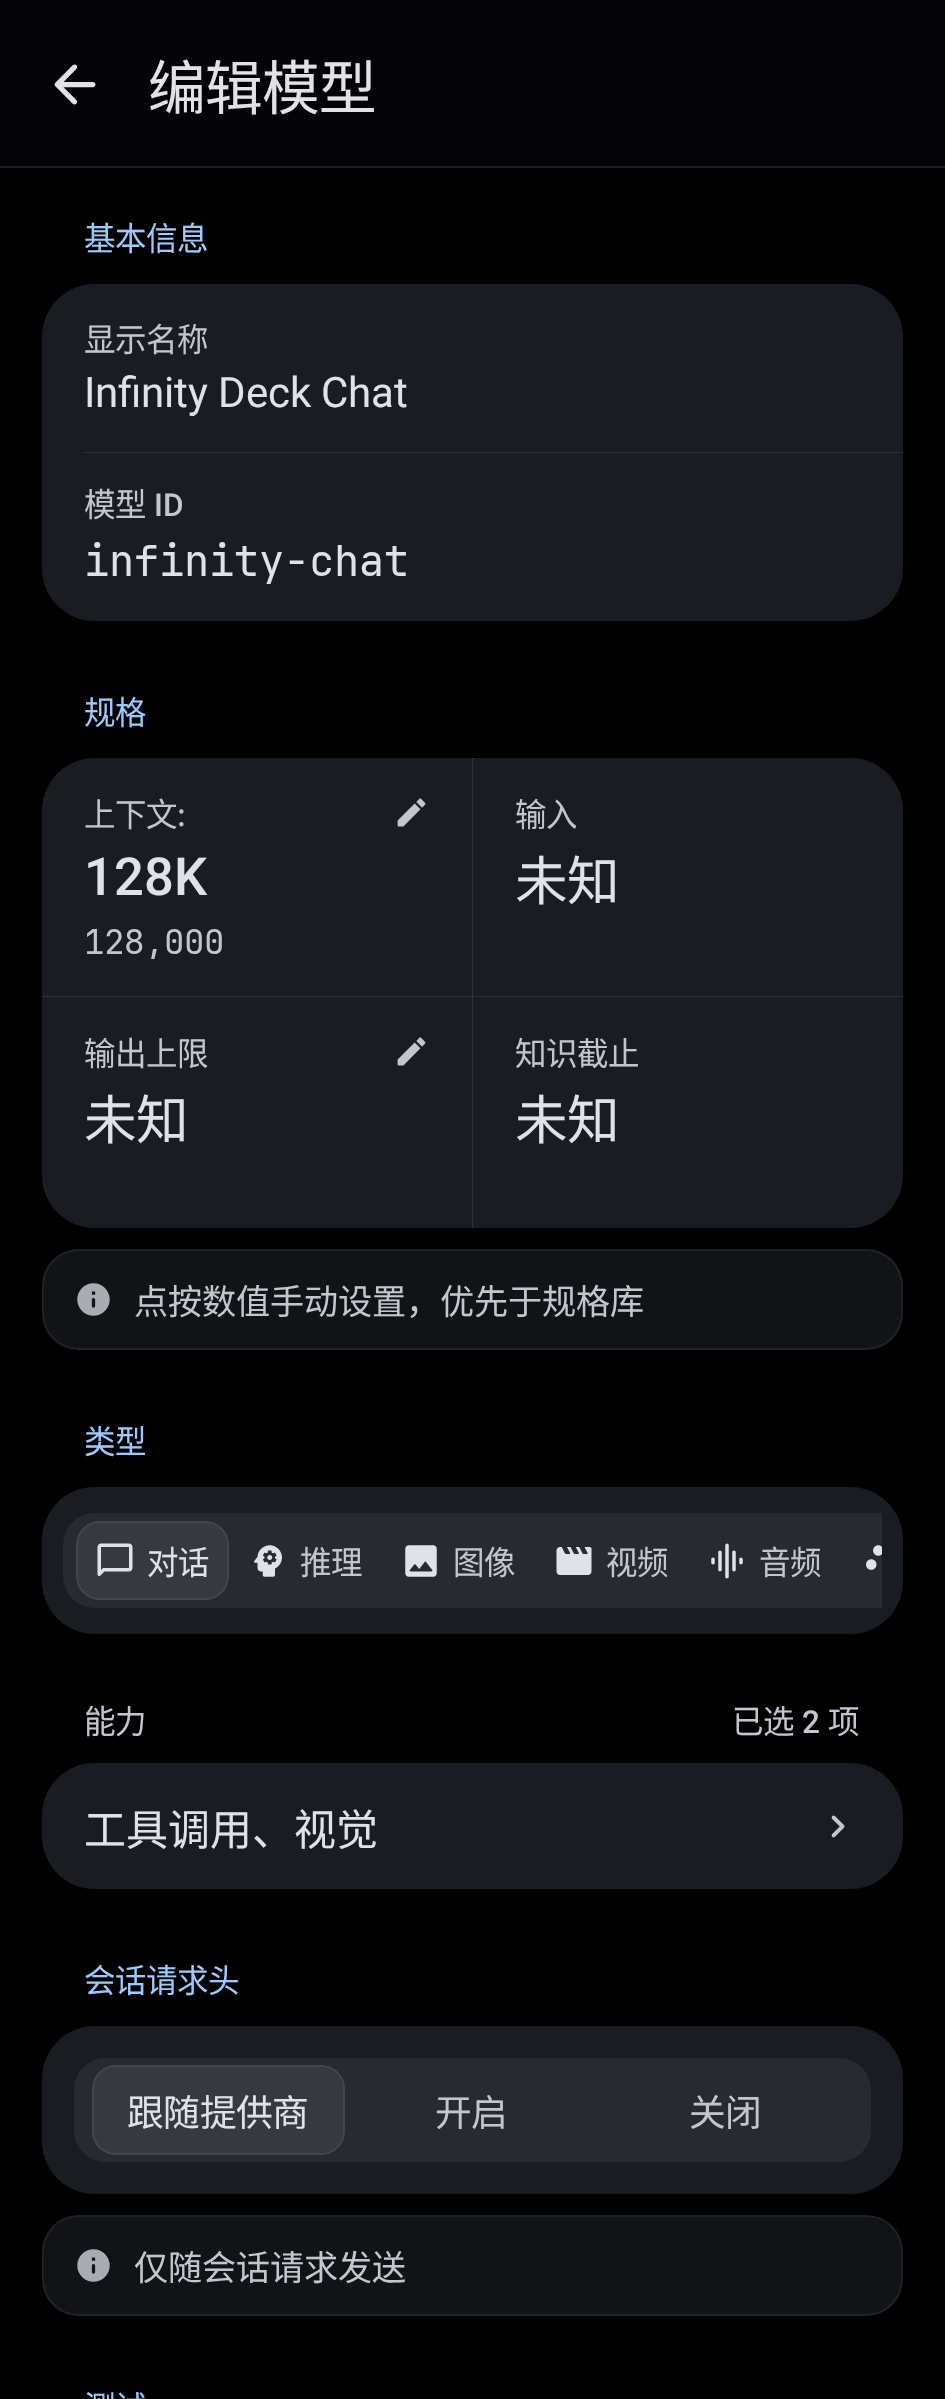 编辑模型
基本信息
显示名称
Infinity Deck Chat
模型 ID
infinity-chat
规格
上下文:
128K
128,000
输入
未知
输出上限
未知
知识截止
未知
点按数值手动设置，优先于规格库
类型
对话 推理 图像 视频 音频
能力 已选 2 项
工具调用、视觉
会话请求头
跟随提供商 开启 关闭
仅随会话请求发送